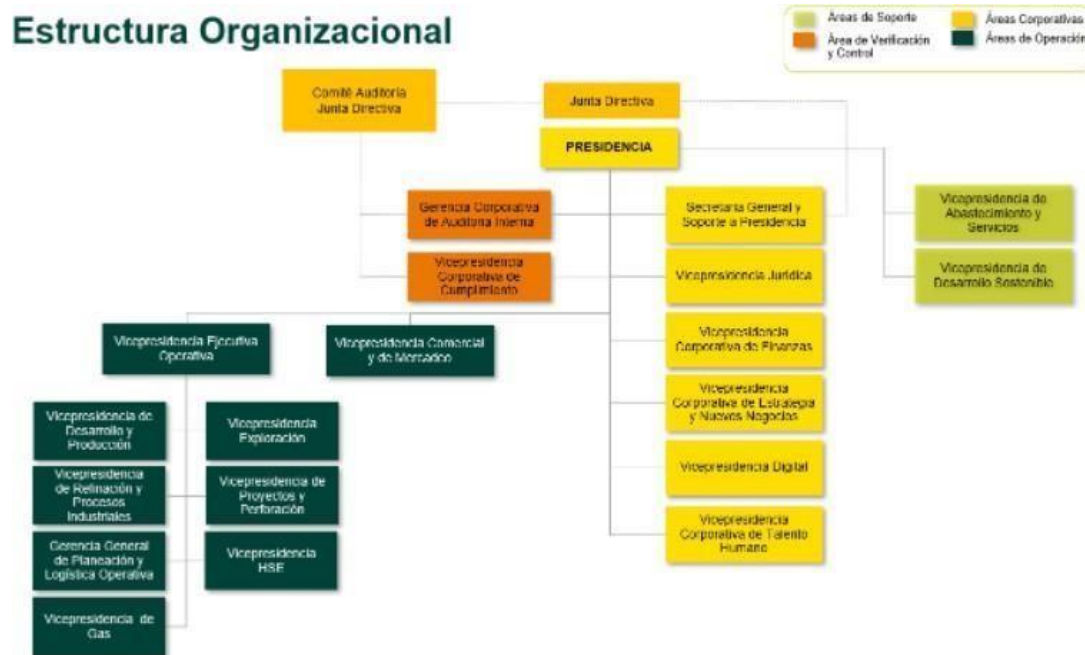 Estructura Organizacional
Áreas de Soporte
Áreas Corporativas
Área de Verificación
y Control
Áreas de Operación
Comité Auditoría
Junta Directiva
Junta Directiva
PRESIDENCIA
Gerencia Corporativa
de Auditoria Interna
Secretaria General y
Soporte a Presidencia
Vicepresidencia de
Abastecimiento y
Servicios
Vicepresidencia
Corporativa de
Cumplimiento
Vicepresidencia Jurídica
Vicepresidencia de
Desarrollo Sostenible
Vicepresidencia Ejecutiva
Operativa
Vicepresidencia Comercial
y de Mercadeo
Vicepresidencia
Corporativa de Finanzas
Vicepresidencia
Corporativa de Estrategia
y Nuevos Negocios
Vicepresidencia de
Desarrollo y
Producción
Vicepresidencia
Exploración
Vicepresidencia Digital
Vicepresidencia
de Refinación y
Procesos
Industriales
Vicepresidencia de
Proyectos y
Perforación
Vicepresidencia
Corporativa de Talento
Humano
Gerencia General
de Planeación y
Logística Operativa
Vicepresidencia
HSE
Vicepresidencia de
Gas